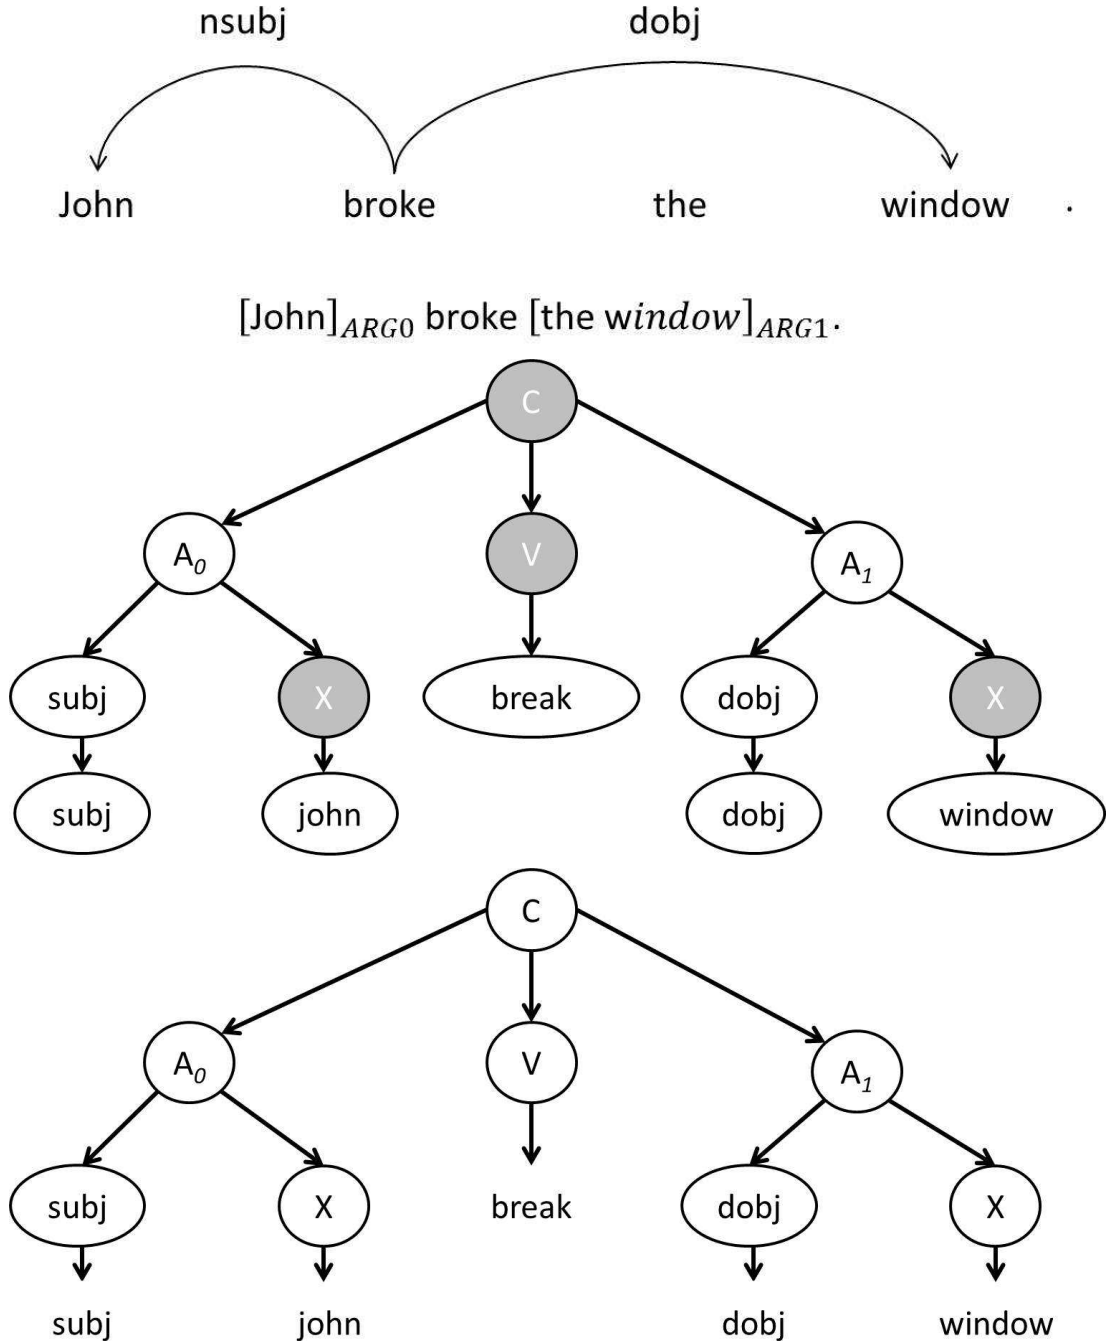 nsubj dobj
John broke the window .
[John]ARG0 broke [the window]ARG1.
C
A0 V A1
subj X break dobj X
subj john dobj window
C
A0 V A1
subj X break dobj X
subj john dobj window